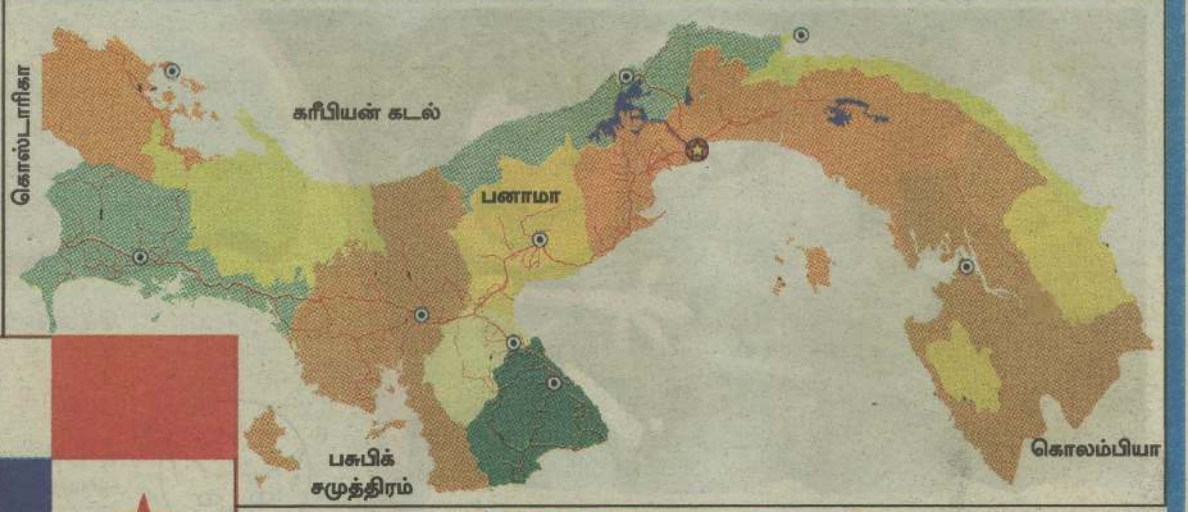 கொஸ்டாரிகா
கரீபியன் கடல்
பனாமா
பசுபிக்
சமுத்திரம்
கொலம்பியா